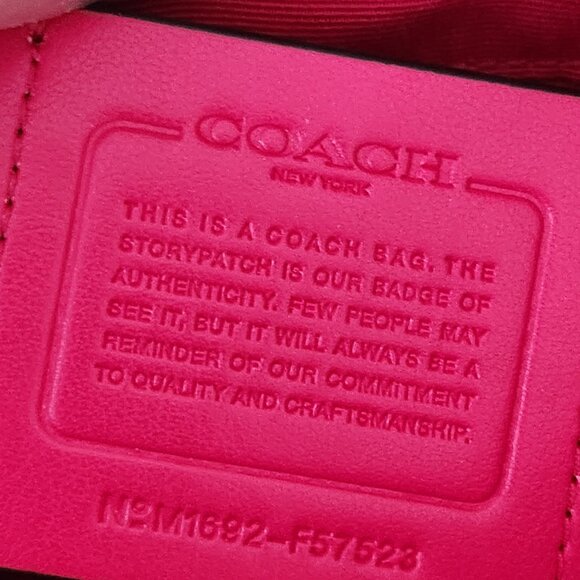 COACH
NEW YORK
THIS IS A COACH BAG. THE
STORYPATCH IS OUR BADGE OF
AUTHENTICITY. FEW PEOPLE MAY
SEE IT, BUT IT WILL ALWAYS BE A
REMINDER OF OUR COMMITMENT
TO QUALITY AND CRAFTSMANSHIP.
Nº M1692-F57523